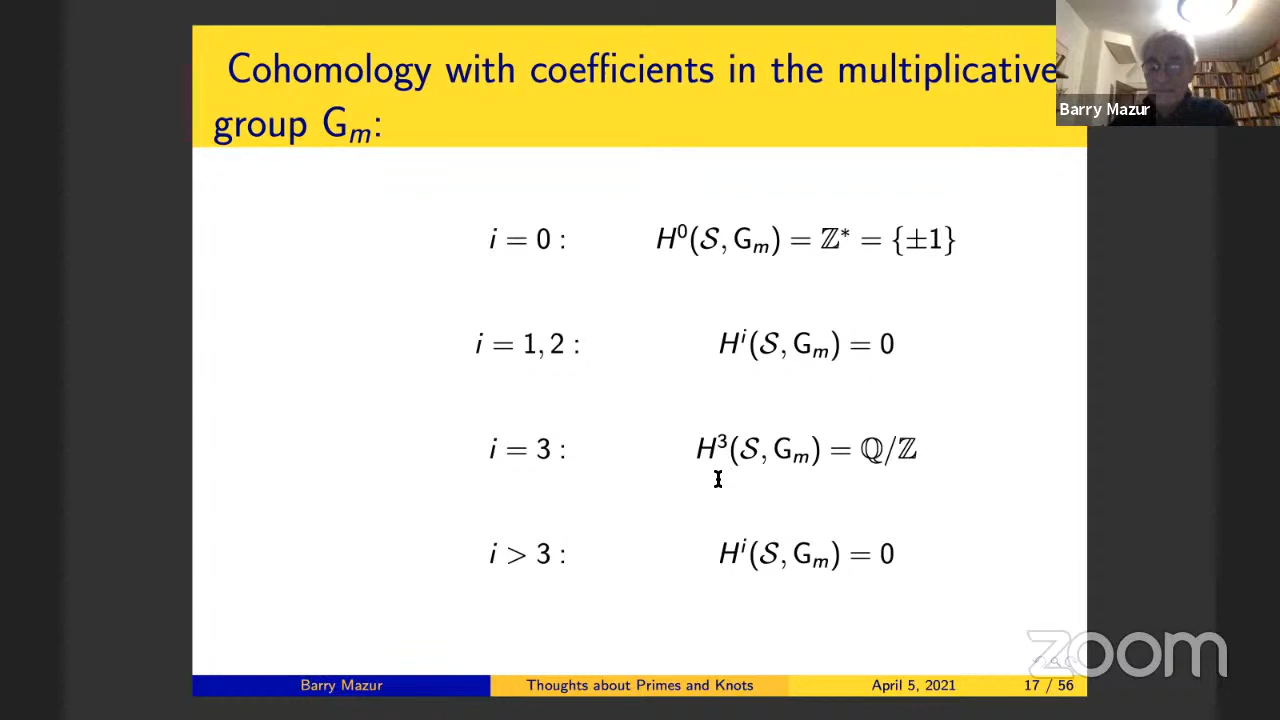 Cohomology with coefficients in the multiplicative
group G_m:
Barry Mazur
i = 0 : H^0(𝒮, G_m) = ℤ* = {±1}
i = 1, 2 : H^i(𝒮, G_m) = 0
i = 3 : H^3(𝒮, G_m) = ℚ/ℤ
i > 3 : H^i(𝒮, G_m) = 0
zoom
Barry Mazur Thoughts about Primes and Knots April 5, 2021 17 / 56